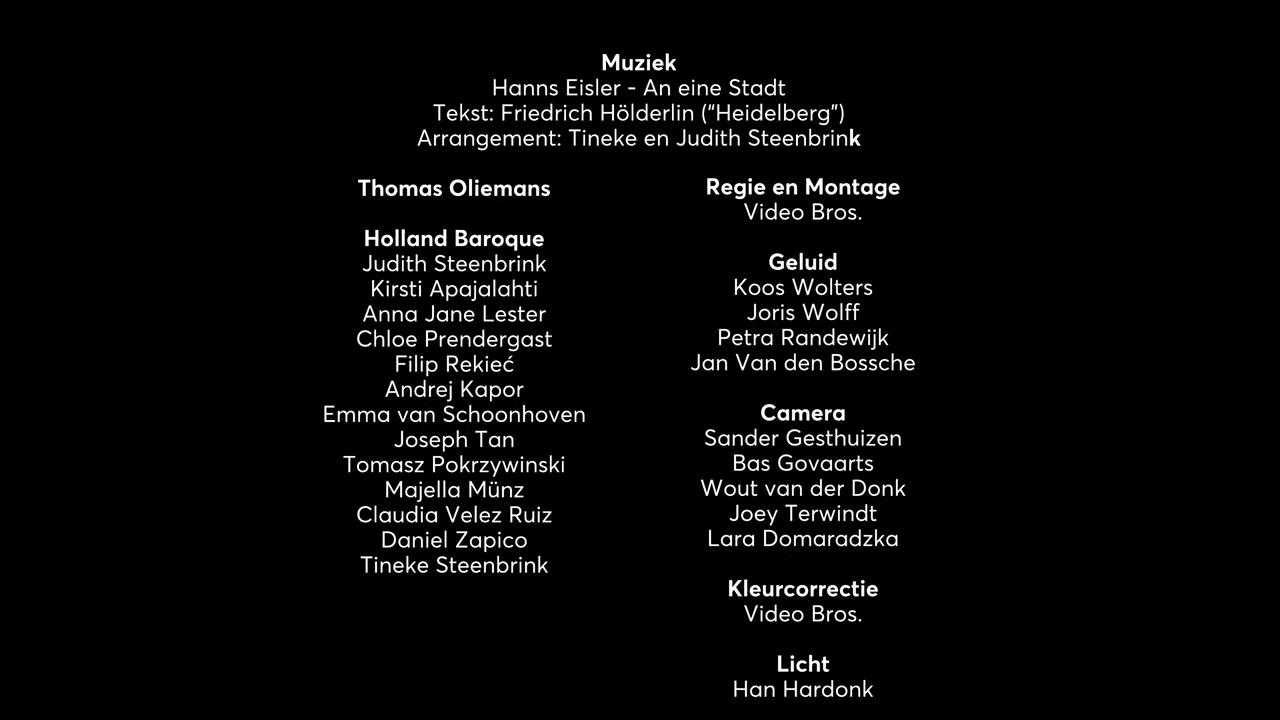 Muziek
Hanns Eisler - An eine Stadt
Tekst: Friedrich Hölderlin ("Heidelberg")
Arrangement: Tineke en Judith Steenbrink
Thomas Oliemans
Holland Baroque
Judith Steenbrink
Kirsti Apajalahti
Anna Jane Lester
Chloe Prendergast
Filip Rekieć
Andrej Kapor
Emma van Schoonhoven
Joseph Tan
Tomasz Pokrzywinski
Majella Münz
Claudia Velez Ruiz
Daniel Zapico
Tineke Steenbrink
Regie en Montage
Video Bros.
Geluid
Koos Wolters
Joris Wolff
Petra Randewijk
Jan Van den Bossche
Camera
Sander Gesthuizen
Bas Govaarts
Wout van der Donk
Joey Terwindt
Lara Domaradzka
Kleurcorrectie
Video Bros.
Licht
Han Hardonk